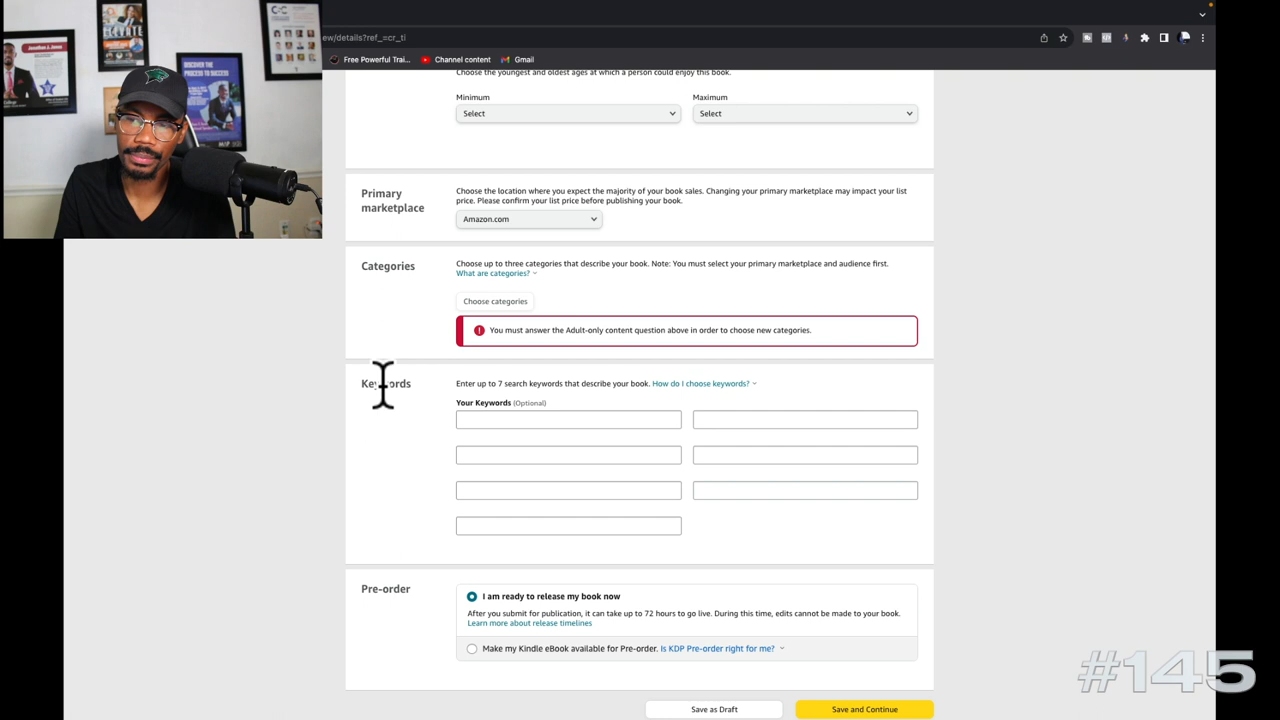 ew/details?ref_=cr_ti
Free Powerful Trai...
Channel content
Gmail
Choose the youngest and oldest ages at which a person could enjoy this book.
Minimum
Maximum
Select
Select
Primary
marketplace
Choose the location where you expect the majority of your book sales. Changing your primary marketplace may impact your list
price. Please confirm your list price before publishing your book.
Amazon.com
Categories
Choose up to three categories that describe your book. Note: You must select your primary marketplace and audience first.
What are categories?
Choose categories
You must answer the Adult-only content question above in order to choose new categories.
Keywords
Enter up to 7 search keywords that describe your book. How do I choose keywords?
Your Keywords (Optional)
Pre-order
I am ready to release my book now
After you submit for publication, it can take up to 72 hours to go live. During this time, edits cannot be made to your book.
Learn more about release timelines
Make my Kindle eBook available for Pre-order. Is KDP Pre-order right for me?
Save as Draft
Save and Continue
#145
DISCOVER THE
PROCESS TO SUCCESS